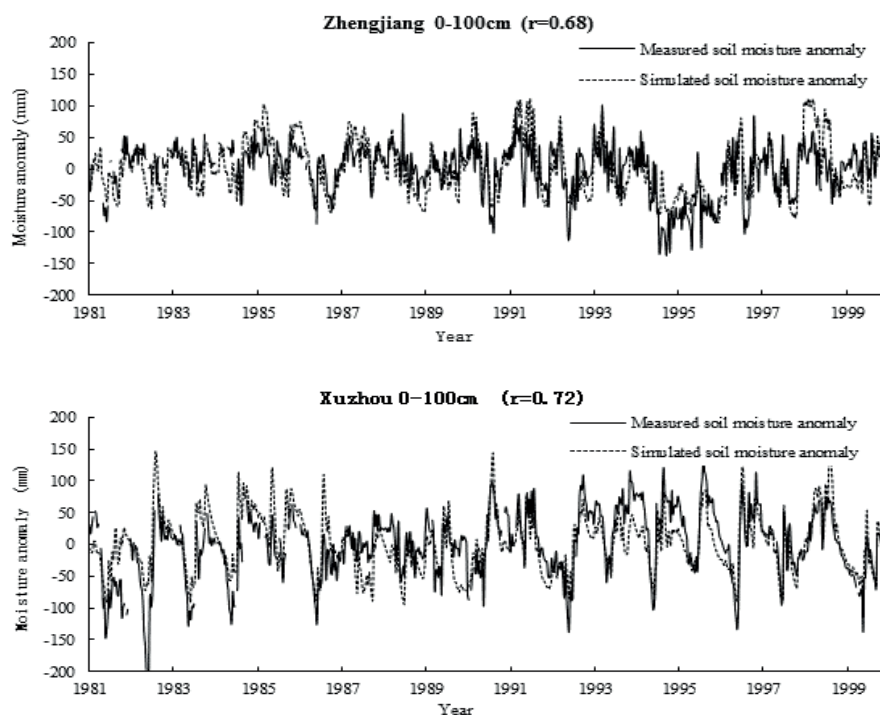 Zhengjiang 0-100cm (r=0.68)
Measured soil moisture anomaly
Simulated soil moisture anomaly
Moisture anomaly (mm)
200
150
100
50
0
-50
-100
-150
-200
1981 1983 1985 1987 1989 1991 1993 1995 1997 1999
Year
Xuzhou 0-100cm (r=0.72)
Measured soil moisture anomaly
Simulated soil moisture anomaly
Moisture anomaly (mm)
200
150
100
50
0
-50
-100
-150
-200
1981 1983 1985 1987 1989 1991 1993 1995 1997 1999
Year